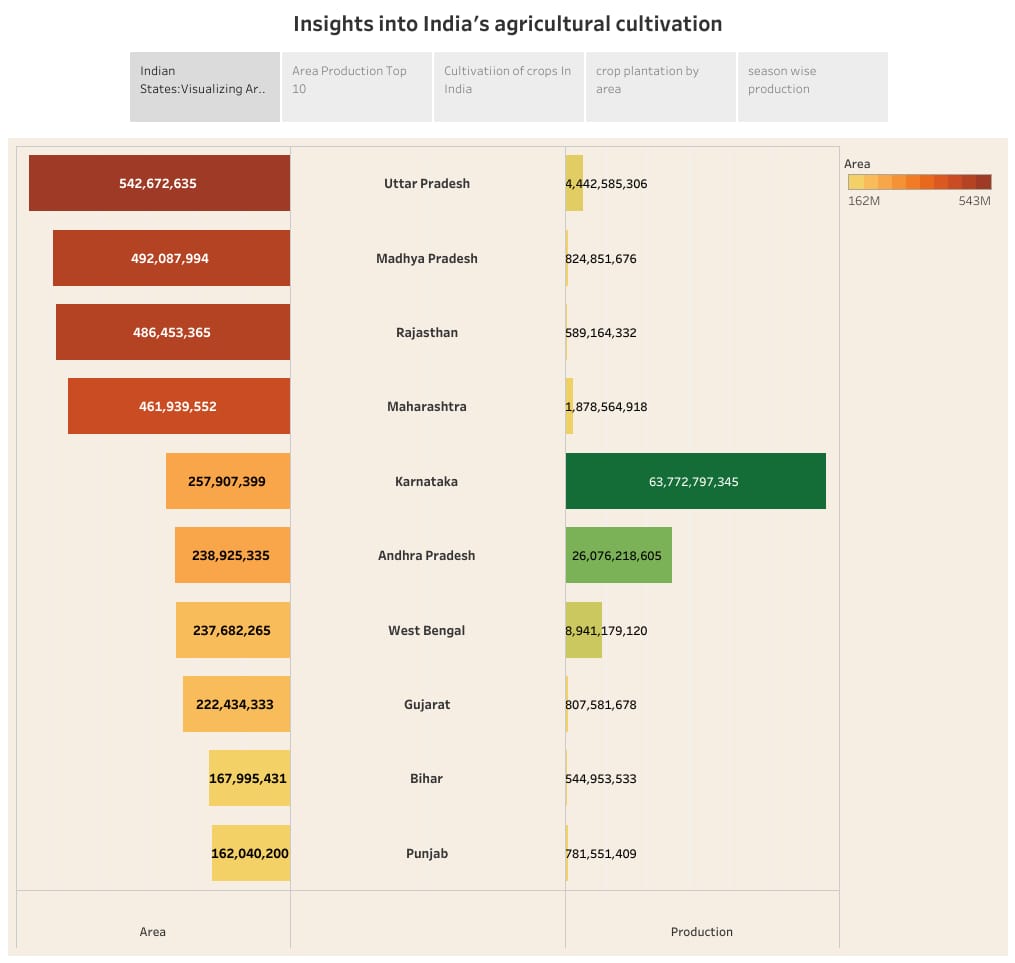 Insights into India's agricultural cultivation
Indian
States:Visualizing Ar..
Area Production Top
10
Cultivatiion of crops In
India
crop plantation by
area
season wise
production
Area
162M 543M
542,672,635 Uttar Pradesh 4,442,585,306
492,087,994 Madhya Pradesh 824,851,676
486,453,365 Rajasthan 589,164,332
461,939,552 Maharashtra 1,878,564,918
257,907,399 Karnataka 63,772,797,345
238,925,335 Andhra Pradesh 26,076,218,605
237,682,265 West Bengal 8,941,179,120
222,434,333 Gujarat 807,581,678
167,995,431 Bihar 544,953,533
162,040,200 Punjab 781,551,409
Area Production